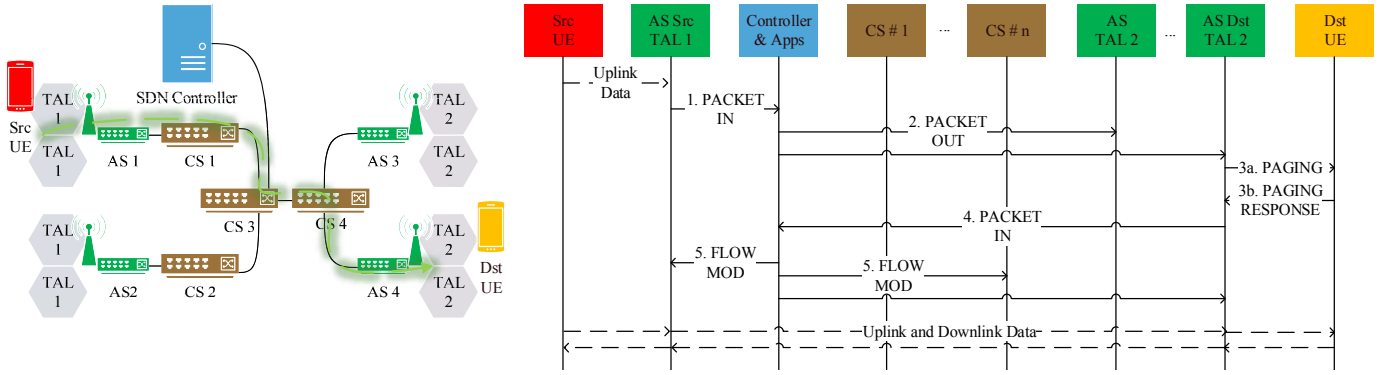 SDN Controller
TAL
1
TAL
1
Src
UE
AS 1
CS 1
AS 3
TAL
2
TAL
2
CS 3
CS 4
TAL
1
TAL
1
AS2
CS 2
AS 4
TAL
2
TAL
2
Dst
UE
Src
UE
AS Src
TAL 1
Controller
& Apps
CS # 1
...
CS # n
AS
TAL 2
...
AS Dst
TAL 2
Dst
UE
Uplink
Data
1. PACKET
IN
2. PACKET
OUT
3a. PAGING
3b. PAGING
RESPONSE
4. PACKET
IN
5. FLOW
MOD
5. FLOW
MOD
Uplink and Downlink Data